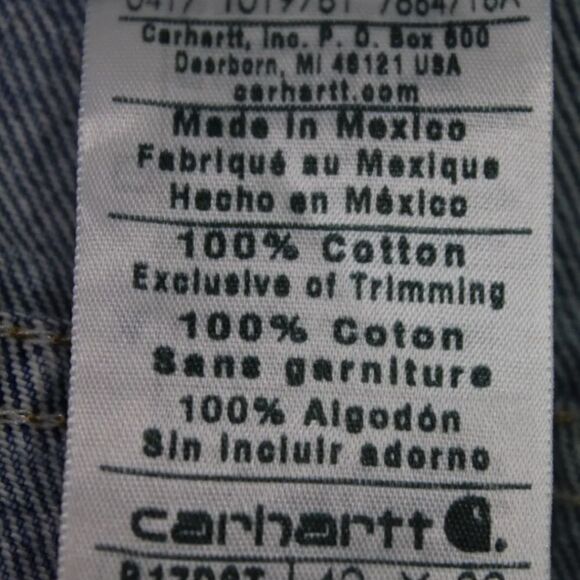 Carhartt, Inc. P. O. Box 600
Dearborn, MI 48121 USA
carhartt.com
Made in Mexico
Fabriqué au Mexique
Hecho en México
100% Cotton
Exclusive of Trimming
100% Coton
Sans garniture
100% Algodón
Sin incluir adorno
carhartt